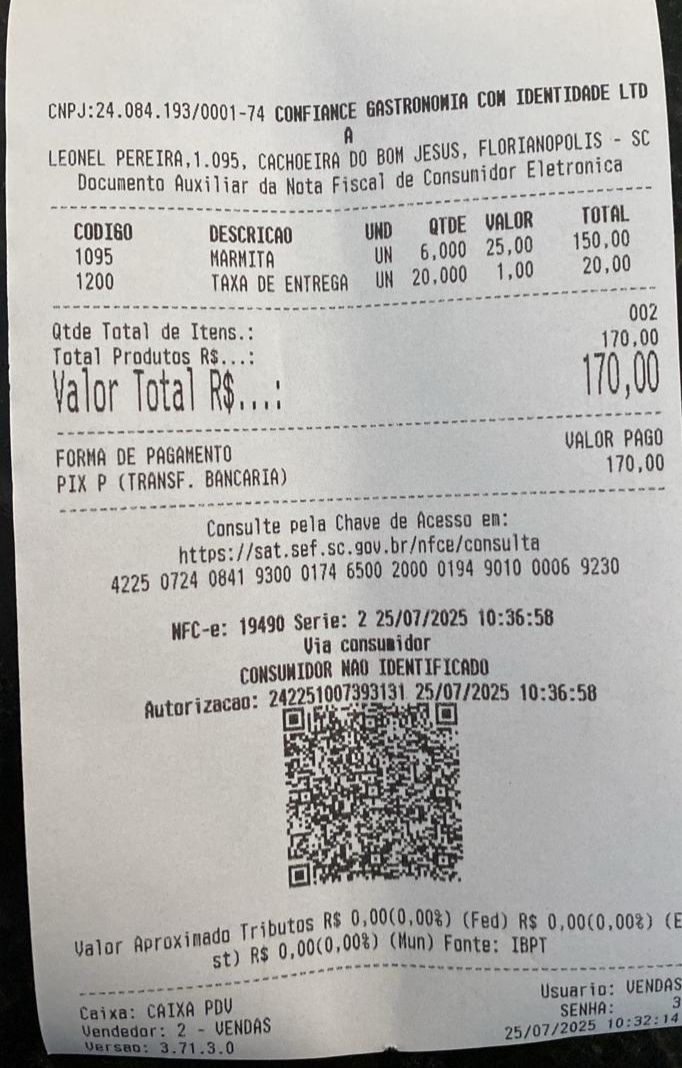 CNPJ:24.084.193/0001-74 CONFIANCE GASTRONOMIA COM IDENTIDADE LTD
A
LEONEL PEREIRA,1.095, CACHOEIRA DO BOM JESUS, FLORIANOPOLIS - SC
Documento Auxiliar da Nota Fiscal de Consumidor Eletronica
CODIGO DESCRICAO UND QTDE VALOR TOTAL
1095 MARMITA UN 6,000 25,00 150,00
1200 TAXA DE ENTREGA UN 20,000 1,00 20,00
Qtde Total de Itens.: 002
Total Produtos R$...: 170,00
Valor Total R$...: 170,00
FORMA DE PAGAMENTO VALOR PAGO
PIX P (TRANSF. BANCARIA) 170,00
Consulte pela Chave de Acesso em:
https://sat.sef.sc.gov.br/nfce/consulta
4225 0724 0841 9300 0174 6500 2000 0194 9010 0006 9230
NFC-e: 19490 Serie: 2 25/07/2025 10:36:58
Via consumidor
CONSUMIDOR NAO IDENTIFICADO
Autorizacao: 242251007393131 25/07/2025 10:36:58
Valor Aproximado Tributos R$ 0,00(0,00%) (Fed) R$ 0,00(0,00%) (E
st) R$ 0,00(0,00%) (Mun) Fonte: IBPT
Caixa: CAIXA PDV Usuario: VENDAS
Vendedor: 2 - VENDAS SENHA: 3
Versao: 3.71.3.0 25/07/2025 10:32:14